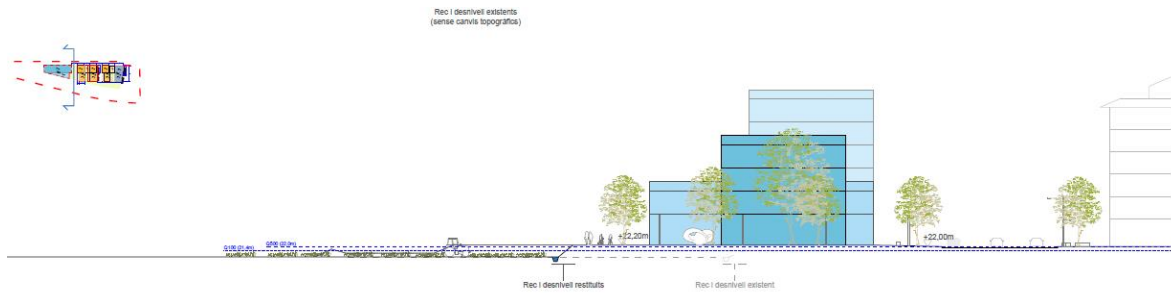 Rec i desnivell existents
(sense canvis topogràfics)
+22,20m
+22,00m
Rec i desnivell restituïts
Rec i desnivell existent